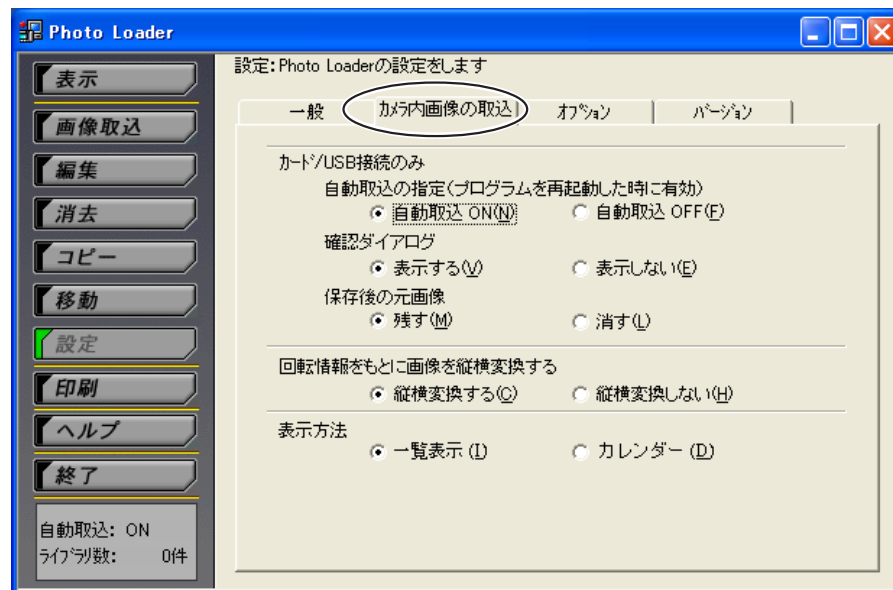 Photo Loader
表示
画像取込
編集
消去
コピー
移動
設定
印刷
ヘルプ
終了
自動取込: ON
ﾗｲﾌﾞﾗﾘ数: 0件
設定:Photo Loaderの設定をします
一般 ｶﾒﾗ内画像の取込 ｵﾌﾟｼｮﾝ ﾊﾞｰｼﾞｮﾝ
ｶｰﾄﾞ/USB接続のみ
自動取込の指定(プログラムを再起動した時に有効)
自動取込 ON(N) 自動取込 OFF(F)
確認ダイアログ
表示する(V) 表示しない(E)
保存後の元画像
残す(M) 消す(L)
回転情報をもとに画像を縦横変換する
縦横変換する(C) 縦横変換しない(H)
表示方法
一覧表示 (I) カレンダー (D)